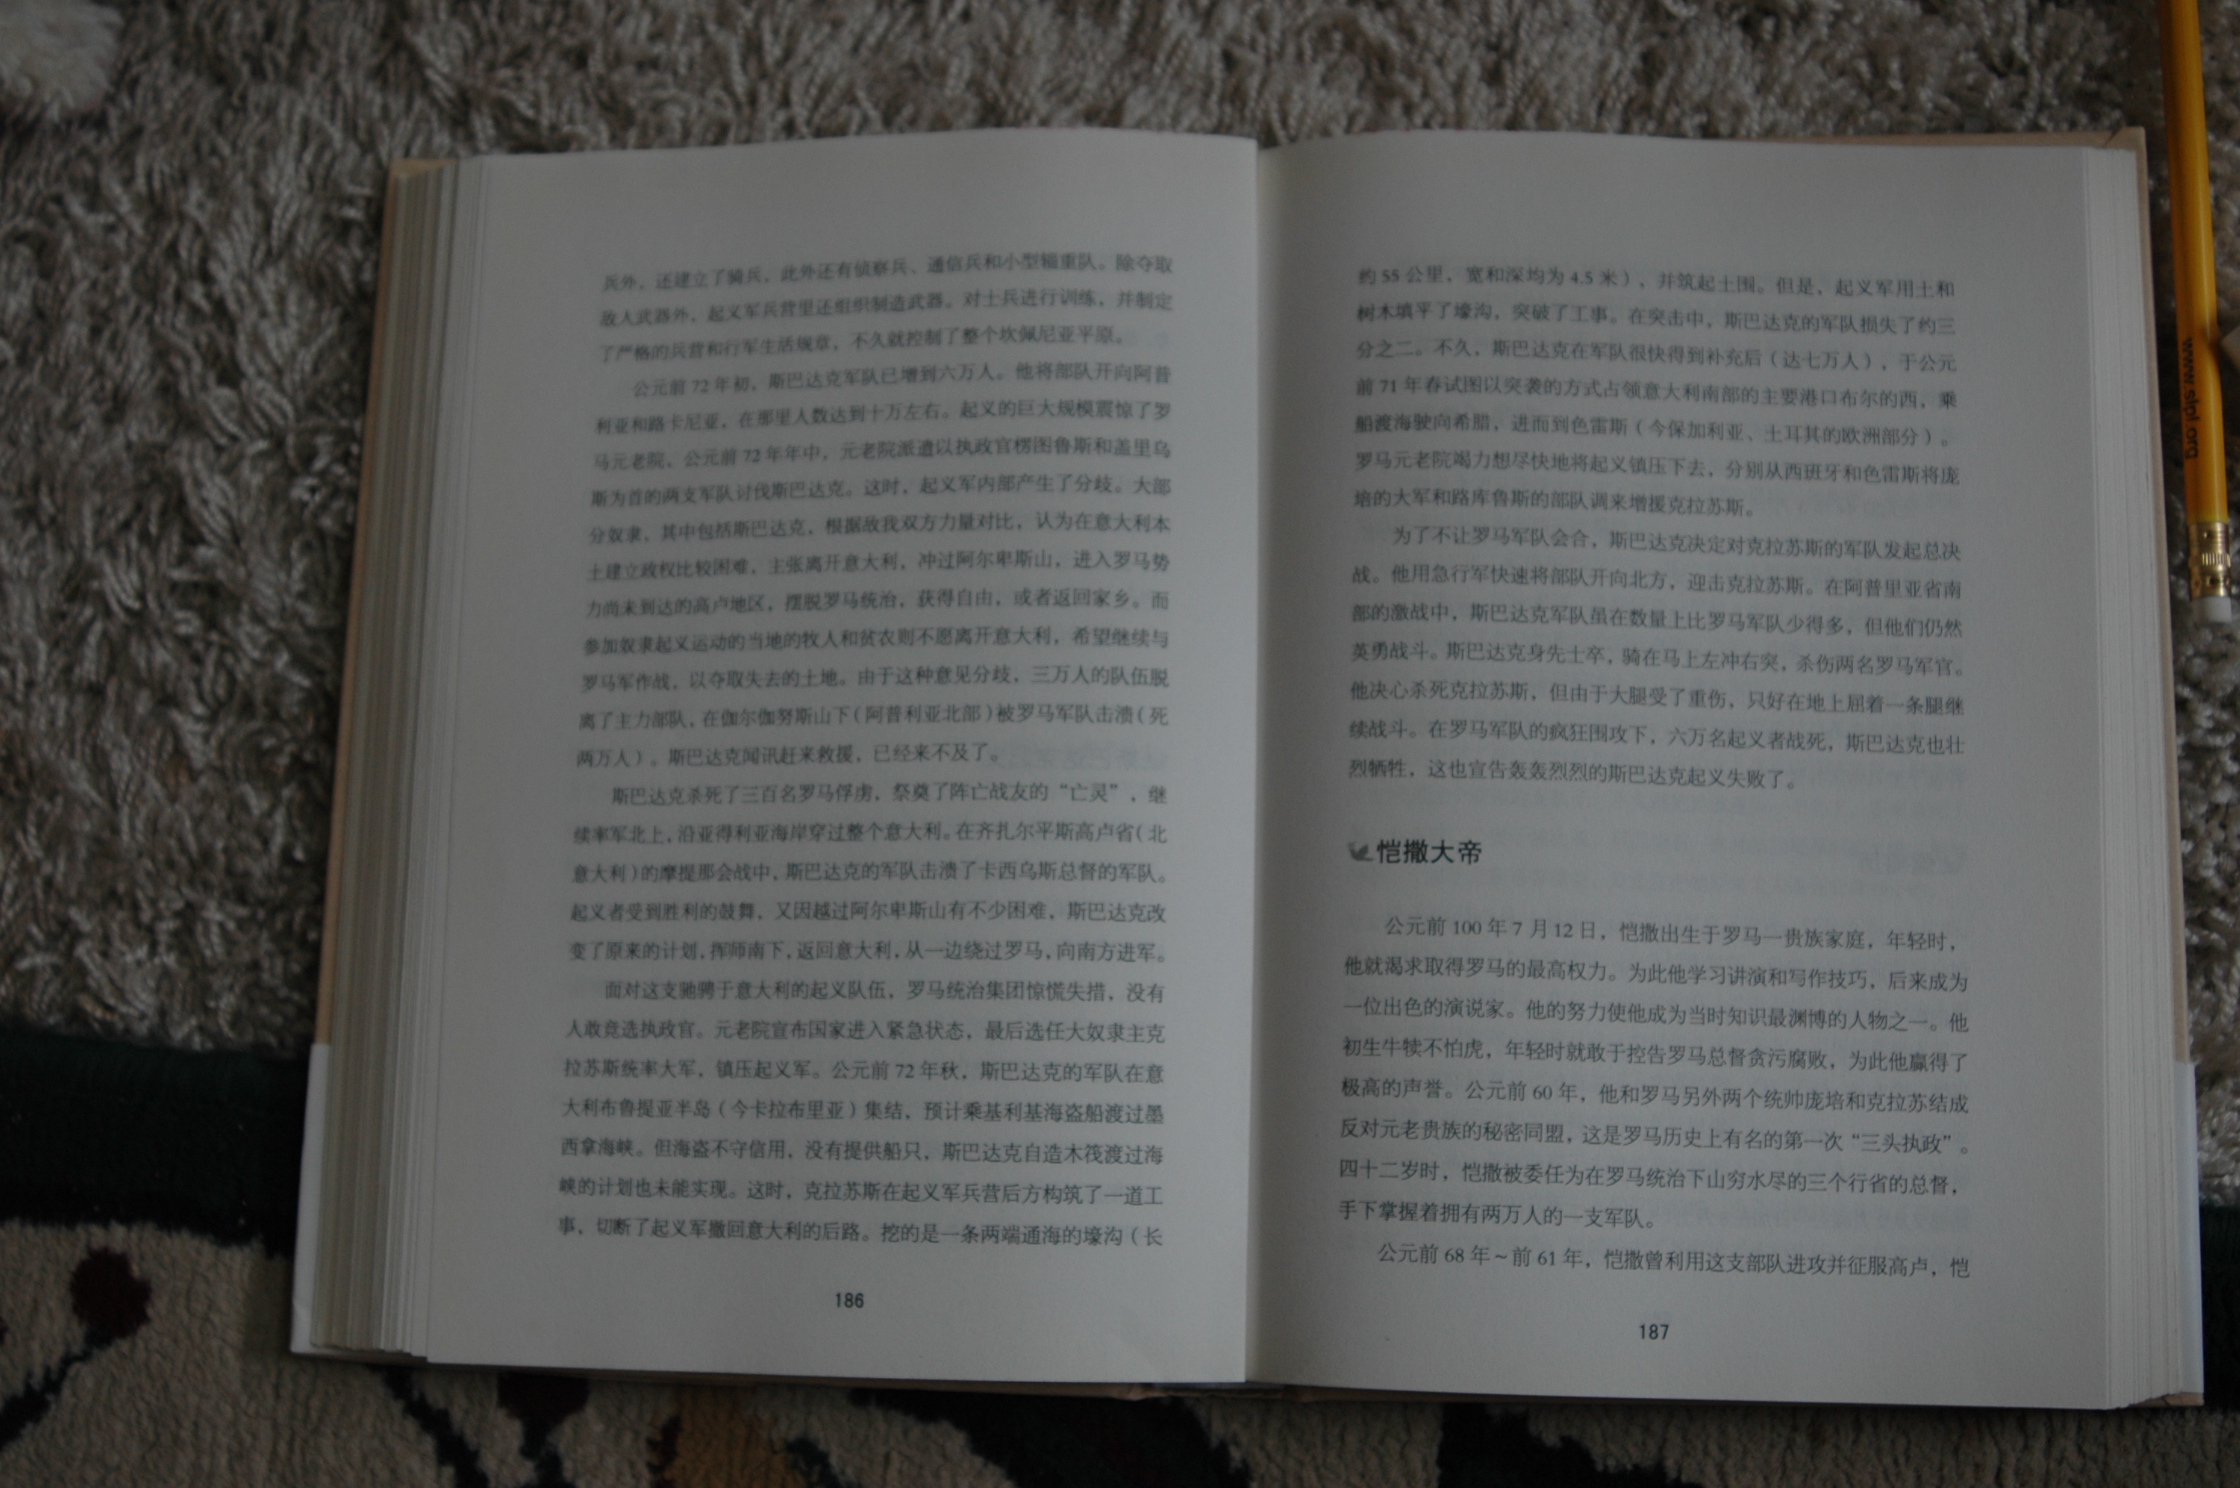 兵外，还建立了骑兵，此外还有侦察兵、通信兵和小型辎重队。除夺取
敌人武器外，起义军兵营里还组织制造武器。对士兵进行训练，并制定
了严格的兵营和行军生活规章，不久就控制了整个坎佩尼亚平原。
公元前 72 年初，斯巴达克军队已增到六万人。他将部队开向阿普
利亚和路卡尼亚，在那里人数达到十万左右。起义的巨大规模震惊了罗
马元老院，公元前 72 年年中，元老院派遣以执政官楞图鲁斯和盖里乌
斯为首的两支军队讨伐斯巴达克。这时，起义军内部产生了分歧。大部
分奴隶，其中包括斯巴达克，根据敌我双方力量对比，认为在意大利本
土建立政权比较困难，主张离开意大利，冲过阿尔卑斯山，进入罗马势
力尚未到达的高卢地区，摆脱罗马统治，获得自由，或者返回家乡。而
参加奴隶起义运动的当地的牧人和贫农则不愿离开意大利，希望继续与
罗马军作战，以夺取失去的土地。由于这种意见分歧，三万人的队伍脱
离了主力部队，在伽尔伽努斯山下（阿普利亚北部）被罗马军队击溃（死
两万人）。斯巴达克闻讯赶来救援，已经来不及了。
斯巴达克杀死了三百名罗马俘虏，祭奠了阵亡战友的“亡灵”，继
续率军北上，沿亚得利亚海岸穿过整个意大利。在齐扎尔平斯高卢省（北
意大利）的摩提那会战中，斯巴达克的军队击溃了卡西乌斯总督的军队。
起义者受到胜利的鼓舞，又因越过阿尔卑斯山有不少困难，斯巴达克改
变了原来的计划，挥师南下，返回意大利，从一边绕过罗马，向南方进军。
面对这支驰骋于意大利的起义队伍，罗马统治集团惊慌失措，没有
人敢竞选执政官。元老院宣布国家进入紧急状态，最后选任大奴隶主克
拉苏斯统率大军，镇压起义军。公元前 72 年秋，斯巴达克的军队在意
大利布鲁提亚半岛（今卡拉布里亚）集结，预计乘基利基海盗船渡过墨
西拿海峡。但海盗不守信用，没有提供船只，斯巴达克自造木筏渡过海
峡的计划也未能实现。这时，克拉苏斯在起义军兵营后方构筑了一道工
事，切断了起义军撤回意大利的后路。挖的是一条两端通海的壕沟（长
186
约 55 公里，宽和深均为 4.5 米），并筑起土围。但是，起义军用土和
树木填平了壕沟，突破了工事。在突击中，斯巴达克的军队损失了约三
分之二。不久，斯巴达克在军队很快得到补充后（达七万人），于公元
前 71 年春试图以突袭的方式占领意大利南部的主要港口布尔的西，乘
船渡海驶向希腊，进而到色雷斯（今保加利亚、土耳其的欧洲部分）。
罗马元老院竭力想尽快地将起义镇压下去，分别从西班牙和色雷斯将庞
培的大军和路库鲁斯的部队调来增援克拉苏斯。
为了不让罗马军队会合，斯巴达克决定对克拉苏斯的军队发起总决
战。他用急行军快速将部队开向北方，迎击克拉苏斯。在阿普里亚省南
部的激战中，斯巴达克军队虽在数量上比罗马军队少得多，但他们仍然
英勇战斗。斯巴达克身先士卒，骑在马上左冲右突，杀伤两名罗马军官。
他决心杀死克拉苏斯，但由于大腿受了重伤，只好在地上屈着一条腿继
续战斗。在罗马军队的疯狂围攻下，六万名起义者战死，斯巴达克也壮
烈牺牲，这也宣告轰轰烈烈的斯巴达克起义失败了。
恺撒大帝
公元前 100 年 7 月 12 日，恺撒出生于罗马一贵族家庭，年轻时，
他就渴求取得罗马的最高权力。为此他学习讲演和写作技巧，后来成为
一位出色的演说家。他的努力使他成为当时知识最渊博的人物之一。他
初生牛犊不怕虎，年轻时就敢于控告罗马总督贪污腐败，为此他赢得了
极高的声誉。公元前 60 年，他和罗马另外两个统帅庞培和克拉苏结成
反对元老贵族的秘密同盟，这是罗马历史上有名的第一次“三头执政”。
四十二岁时，恺撒被委任为在罗马统治下山穷水尽的三个行省的总督，
手下掌握着拥有两万人的一支军队。
公元前 68 年～前 61 年，恺撒曾利用这支部队进攻并征服高卢，恺
187
www.sfpl.org